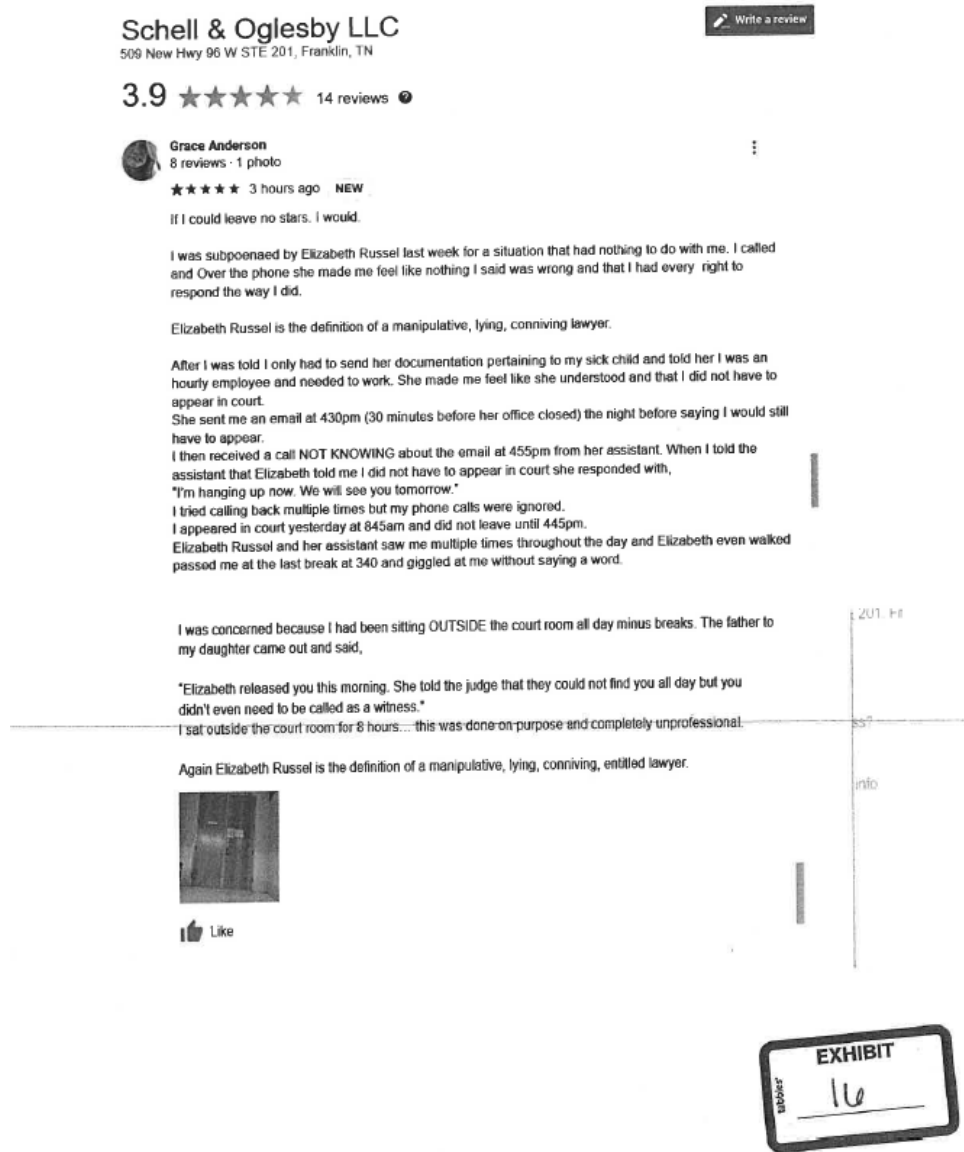 Schell & Oglesby LLC
Write a review
509 New Hwy 96 W STE 201, Franklin, TN
3.9 ★★★★★ 14 reviews ?
Grace Anderson
8 reviews · 1 photo
★★★★★ 3 hours ago NEW
If I could leave no stars. I would.
I was subpoenaed by Elizabeth Russel last week for a situation that had nothing to do with me. I called
and Over the phone she made me feel like nothing I said was wrong and that I had every right to
respond the way I did.
Elizabeth Russel is the definition of a manipulative, lying, conniving lawyer.
After I was told I only had to send her documentation pertaining to my sick child and told her I was an
hourly employee and needed to work. She made me feel like she understood and that I did not have to
appear in court.
She sent me an email at 430pm (30 minutes before her office closed) the night before saying I would still
have to appear.
I then received a call NOT KNOWING about the email at 455pm from her assistant. When I told the
assistant that Elizabeth told me I did not have to appear in court she responded with,
"I'm hanging up now. We will see you tomorrow."
I tried calling back multiple times but my phone calls were ignored.
I appeared in court yesterday at 845am and did not leave until 445pm.
Elizabeth Russel and her assistant saw me multiple times throughout the day and Elizabeth even walked
passed me at the last break at 340 and giggled at me without saying a word.
201,
I was concerned because I had been sitting OUTSIDE the court room all day minus breaks. The father to
my daughter came out and said,
"Elizabeth released you this morning. She told the judge that they could not find you all day but you
didn't even need to be called as a witness."
I sat outside the court room for 8 hours... this was done on purpose and completely unprofessional.
ss?
Again Elizabeth Russel is the definition of a manipulative, lying, conniving, entitled lawyer.
info
Like
EXHIBIT
16
tabbies'